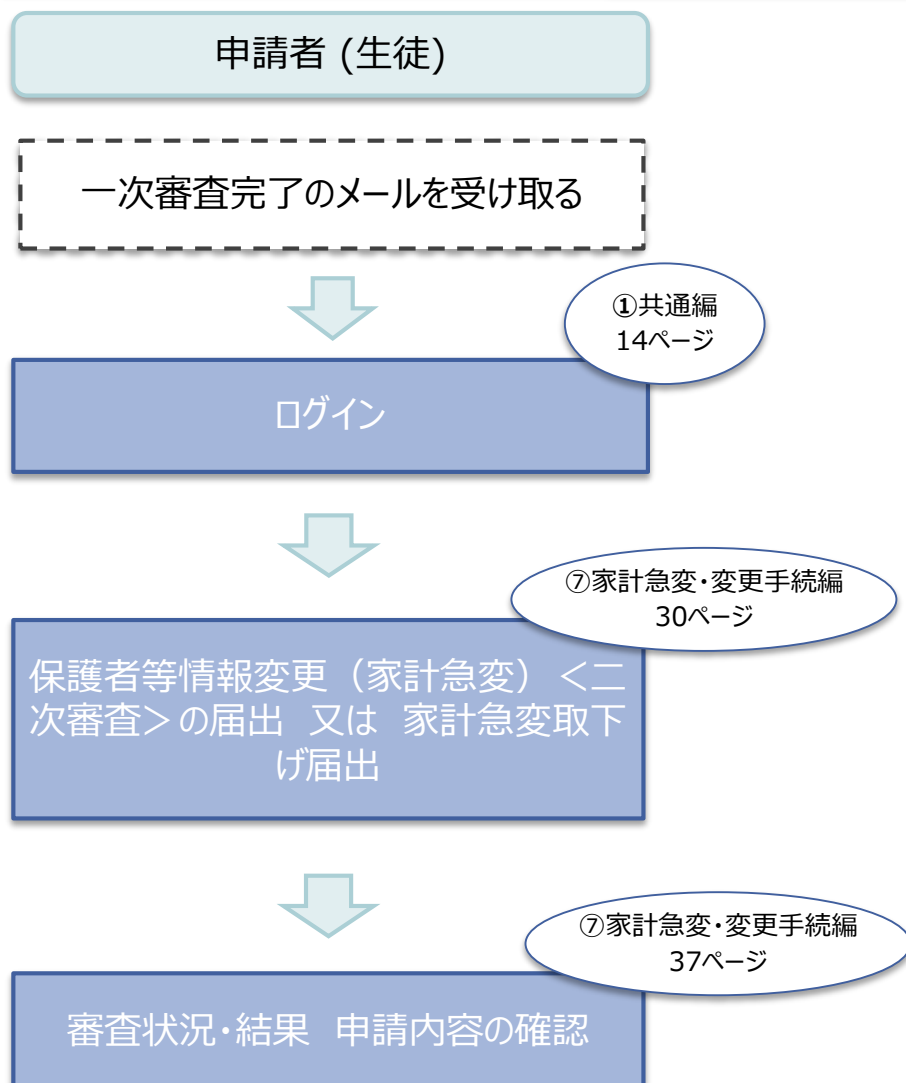 申請者 (生徒)
一次審査完了のメールを受け取る
①共通編
14ページ
ログイン
⑦家計急変・変更手続編
30ページ
保護者等情報変更（家計急変）＜二
次審査＞の届出 又は 家計急変取下
げ届出
⑦家計急変・変更手続編
37ページ
審査状況・結果 申請内容の確認